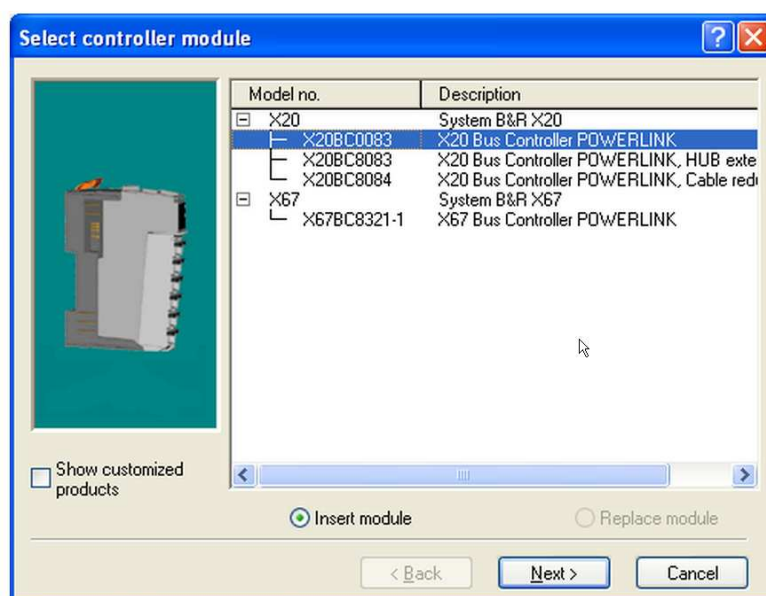 Select controller module
Model no. Description
X20 System B&R X20
X20BC0083 X20 Bus Controller POWERLINK
X20BC8083 X20 Bus Controller POWERLINK, HUB exte
X20BC8084 X20 Bus Controller POWERLINK, Cable redu
X67 System B&R X67
X67BC8321-1 X67 Bus Controller POWERLINK
Show customized
products
Insert module Replace module
< Back Next > Cancel